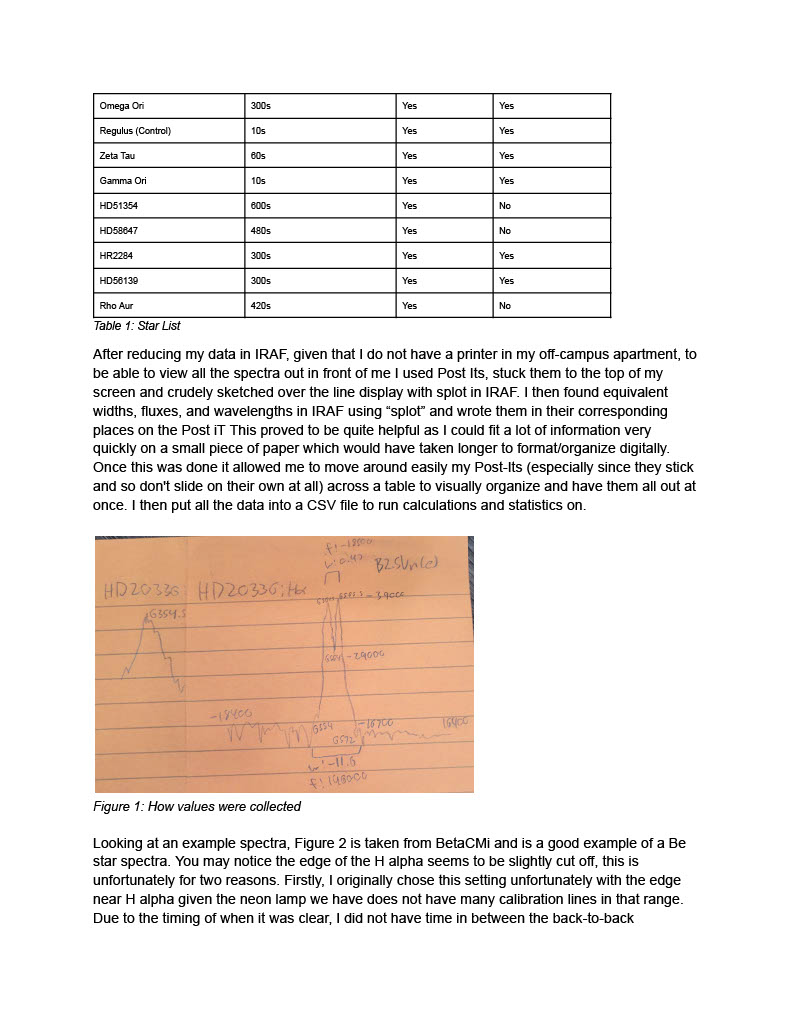 Omega Ori 300s Yes Yes
Regulus (Control) 10s Yes Yes
Zeta Tau 60s Yes Yes
Gamma Ori 10s Yes Yes
HD51354 600s Yes No
HD58647 480s Yes No
HR2284 300s Yes Yes
HD56139 300s Yes Yes
Rho Aur 420s Yes No
Table 1: Star List
After reducing my data in IRAF, given that I do not have a printer in my off-campus apartment, to
be able to view all the spectra out in front of me I used Post Its, stuck them to the top of my
screen and crudely sketched over the line display with splot in IRAF. I then found equivalent
widths, fluxes, and wavelengths in IRAF using “splot” and wrote them in their corresponding
places on the Post iT This proved to be quite helpful as I could fit a lot of information very
quickly on a small piece of paper which would have taken longer to format/organize digitally.
Once this was done it allowed me to move around easily my Post-Its (especially since they stick
and so don't slide on their own at all) across a table to visually organize and have them all out at
once. I then put all the data into a CSV file to run calculations and statistics on.
HD20336 HD20336; Hα
6354.5
-39000
-29000
-18400
6554
-16700
16400
6572
-11.6
Figure 1: How values were collected
Looking at an example spectra, Figure 2 is taken from BetaCMi and is a good example of a Be
star spectra. You may notice the edge of the H alpha seems to be slightly cut off, this is
unfortunately for two reasons. Firstly, I originally chose this setting unfortunately with the edge
near H alpha given the neon lamp we have does not have many calibration lines in that range.
Due to the timing of when it was clear, I did not have time in between the back-to-back